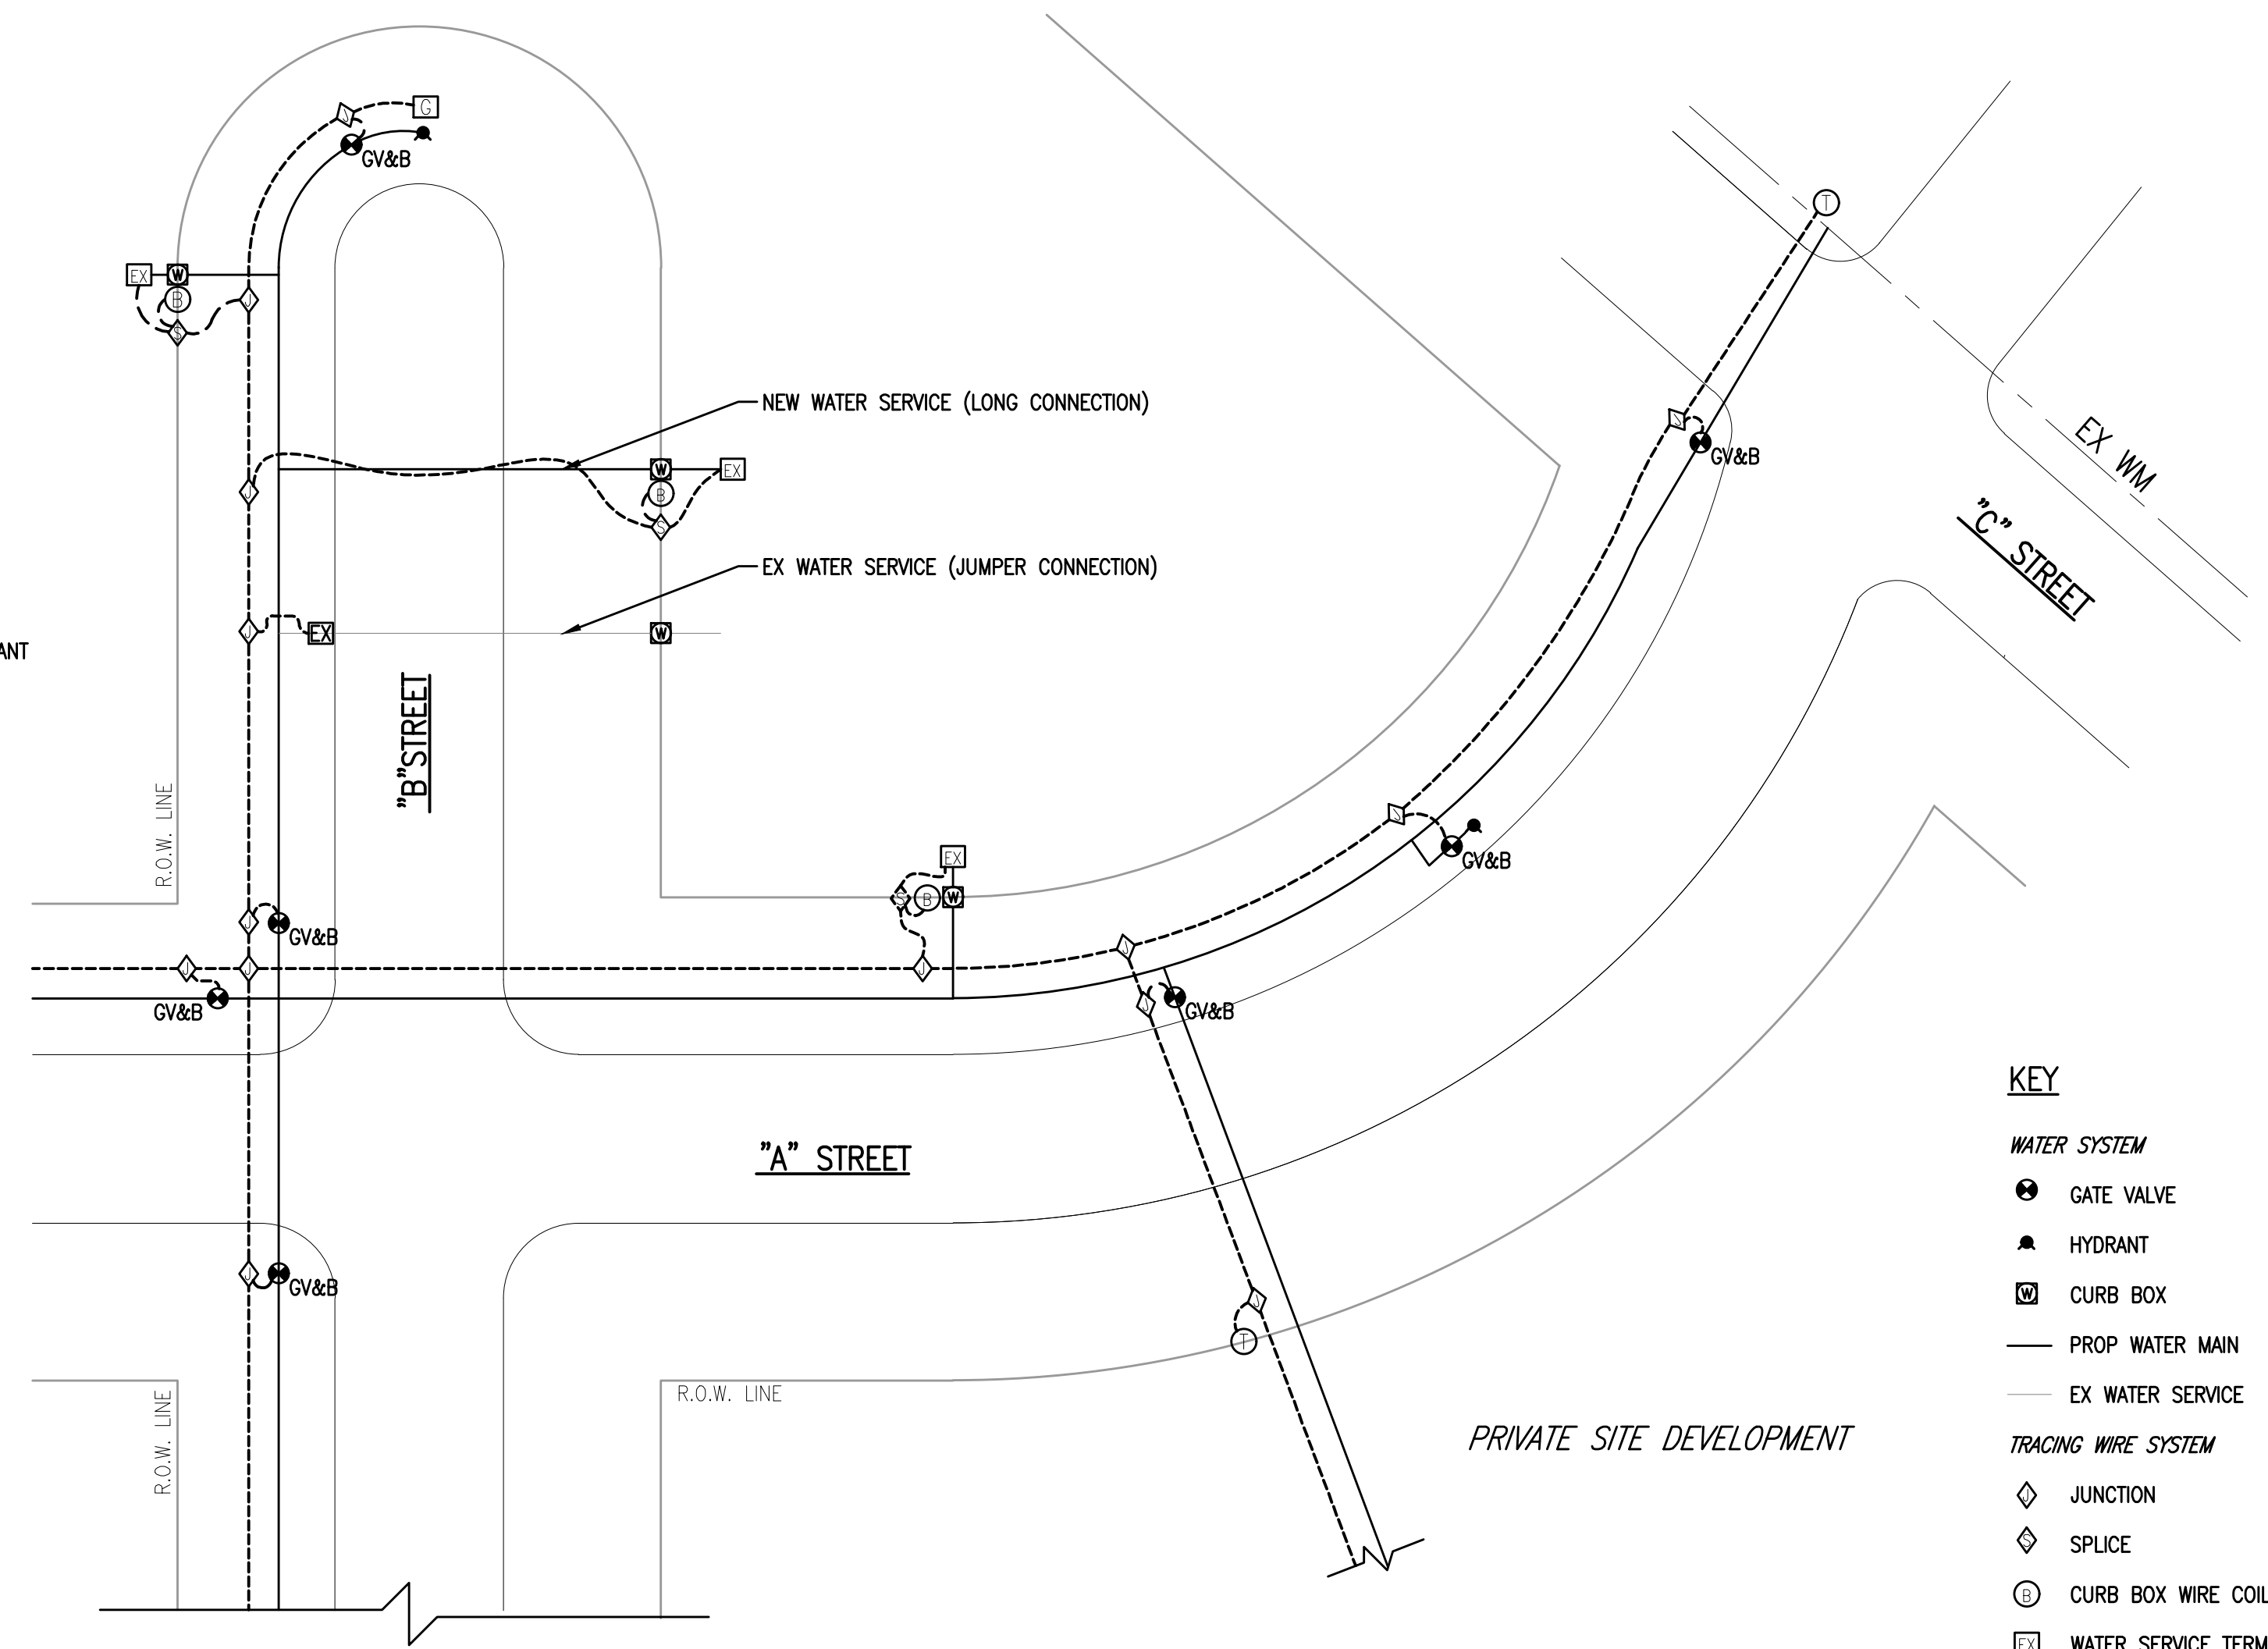 G
J
GV&B
T
EX
W
B
J
S
NEW WATER SERVICE (LONG CONNECTION)
J
GV&B
EX WM
W
EX
J
B
S
"C" STREET
EX WATER SERVICE (JUMPER CONNECTION)
J
EX
W
ANT
"B"STREET
R.O.W. LINE
J
GV&B
EX
S
B
W
J
GV&B
J
J
J
J
GV&B
J
J
GV&B
"A" STREET
J
GV&B
J
T
R.O.W. LINE
R.O.W. LINE
PRIVATE SITE DEVELOPMENT
KEY
WATER SYSTEM
GATE VALVE
HYDRANT
W CURB BOX
PROP WATER MAIN
EX WATER SERVICE
TRACING WIRE SYSTEM
J JUNCTION
S SPLICE
B CURB BOX WIRE COIL
EX WATER SERVICE TERM